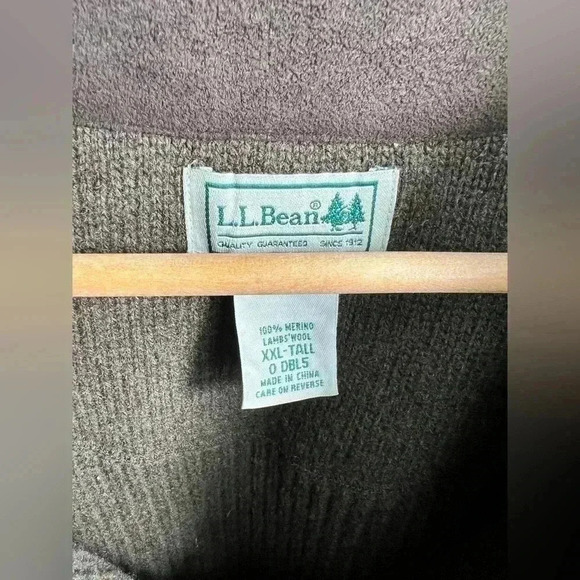 L.L.Bean®
QUALITY GUARANTEED SINCE 1912
100% MERINO
LAMBS' WOOL
XXL-TALL
0 DBL5
MADE IN CHINA
CARE ON REVERSE